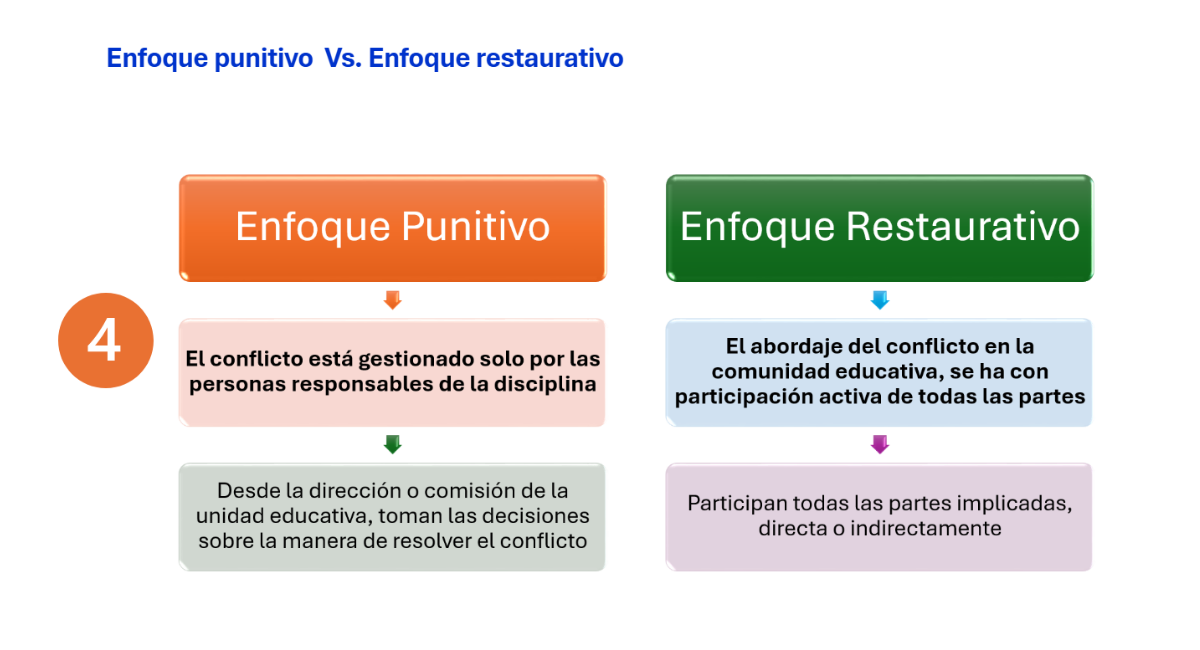 Enfoque punitivo  Vs. Enfoque restaurativo
Enfoque Punitivo
Enfoque Restaurativo
4
El conflicto está gestionado solo por las
personas responsables de la disciplina
El abordaje del conflicto en la
comunidad educativa, se ha con
participación activa de todas las partes
Desde la dirección o comisión de la
unidad educativa, toman las decisiones
sobre la manera de resolver el conflicto
Participan todas las partes implicadas,
directa o indirectamente